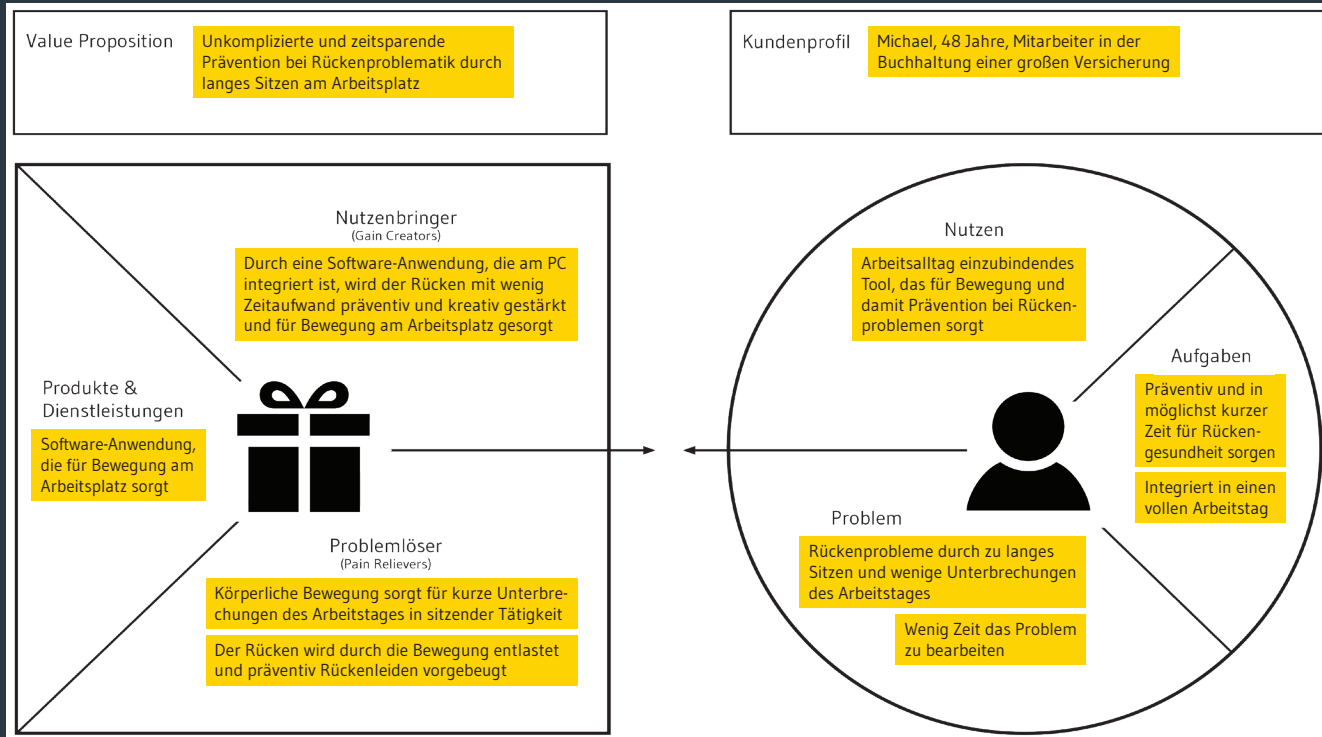 Value Proposition
Unkomplizierte und zeitsparende
Prävention bei Rückenproblematik durch
langes Sitzen am Arbeitsplatz
Kundenprofil
Michael, 48 Jahre, Mitarbeiter in der
Buchhaltung einer großen Versicherung
Nutzenbringer
(Gain Creators)
Durch eine Software-Anwendung, die am PC
integriert ist, wird der Rücken mit wenig
Zeitaufwand präventiv und kreativ gestärkt
und für Bewegung am Arbeitsplatz gesorgt
Produkte &
Dienstleistungen
Software-Anwendung,
die für Bewegung am
Arbeitsplatz sorgt
Problemlöser
(Pain Relievers)
Körperliche Bewegung sorgt für kurze Unterbre-
chungen des Arbeitstages in sitzender Tätigkeit
Der Rücken wird durch die Bewegung entlastet
und präventiv Rückenleiden vorgebeugt
Nutzen
Arbeitsalltag einzubindendes
Tool, das für Bewegung und
damit Prävention bei Rücken-
problemen sorgt
Aufgaben
Präventiv und in
möglichst kurzer
Zeit für Rücken-
gesundheit sorgen
Integriert in einen
vollen Arbeitstag
Problem
Rückenprobleme durch zu langes
Sitzen und wenige Unterbrechungen
des Arbeitstages
Wenig Zeit das Problem
zu bearbeiten